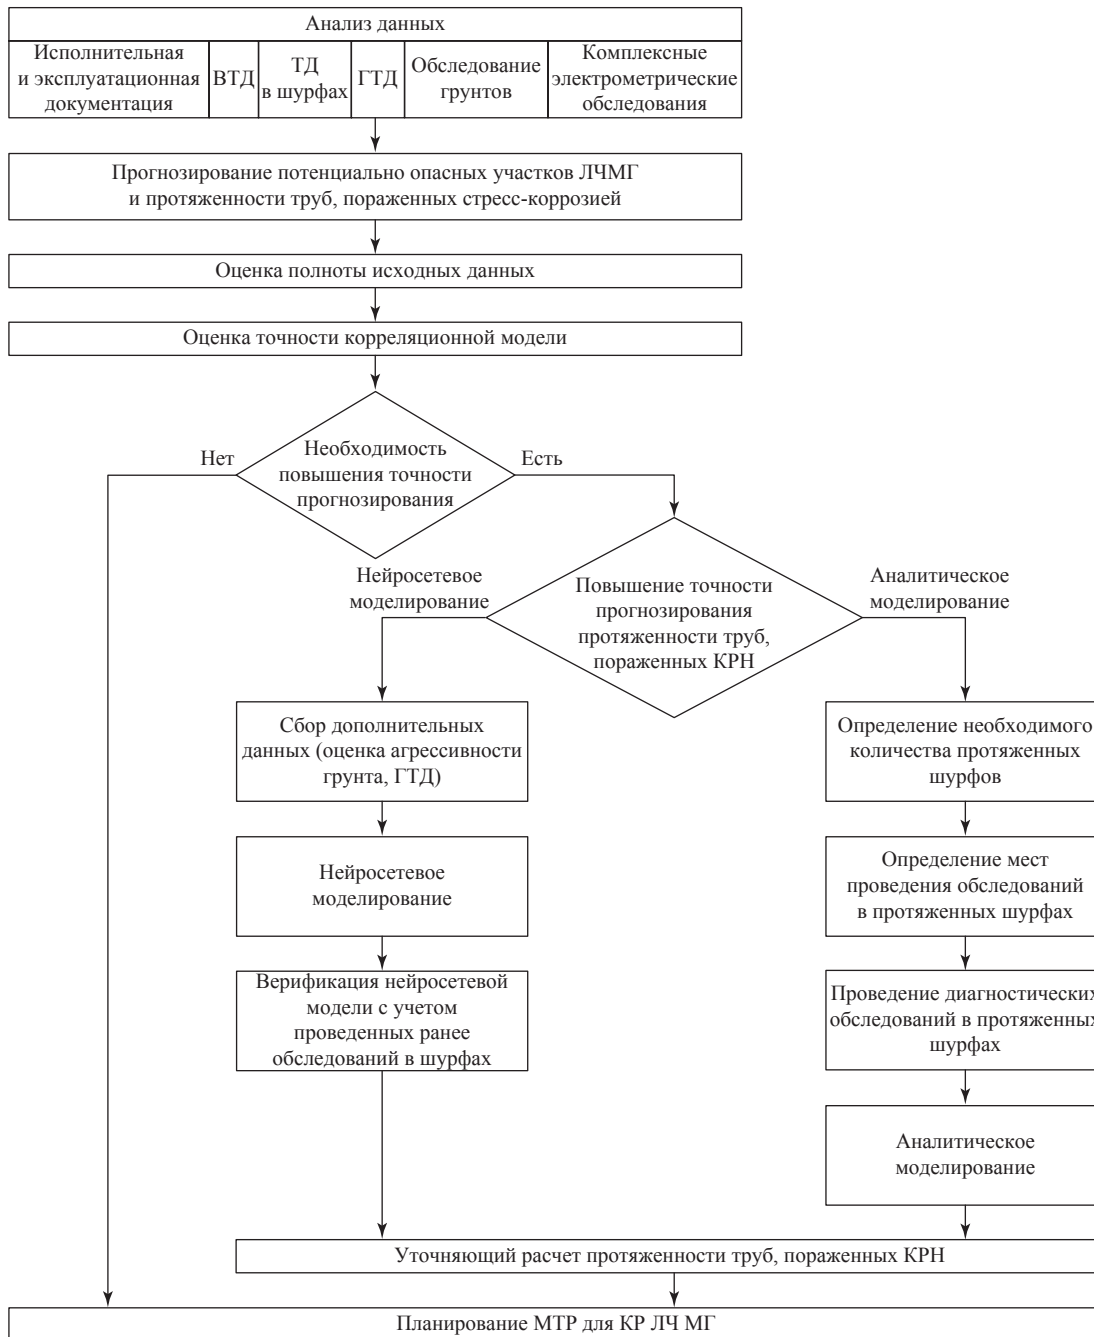 Анализ данных
Исполнительная
и эксплуатационная
документация
ВТД
ТД
в шурфах
ГТД
Обследование
грунтов
Комплексные
электрометрические
обследования
Прогнозирование потенциально опасных участков ЛЧМГ
и протяженности труб, пораженных стресс-коррозией
Оценка полноты исходных данных
Оценка точности корреляционной модели
Необходимость
повышения точности
прогнозирования
Нет
Есть
Повышение точности
прогнозирования
протяженности труб,
пораженных КРН
Нейросетевое
моделирование
Аналитическое
моделирование
Сбор дополнительных
данных (оценка агрессивности
грунта, ГТД)
Нейросетевое
моделирование
Верификация нейросетевой
модели с учетом
проведенных ранее
обследований в шурфах
Определение необходимого
количества протяженных
шурфов
Определение мест
проведения обследований
в протяженных шурфах
Проведение диагностических
обследований в протяженных
шурфах
Аналитическое
моделирование
Уточняющий расчет протяженности труб, пораженных КРН
Планирование МТР для КР ЛЧ МГ